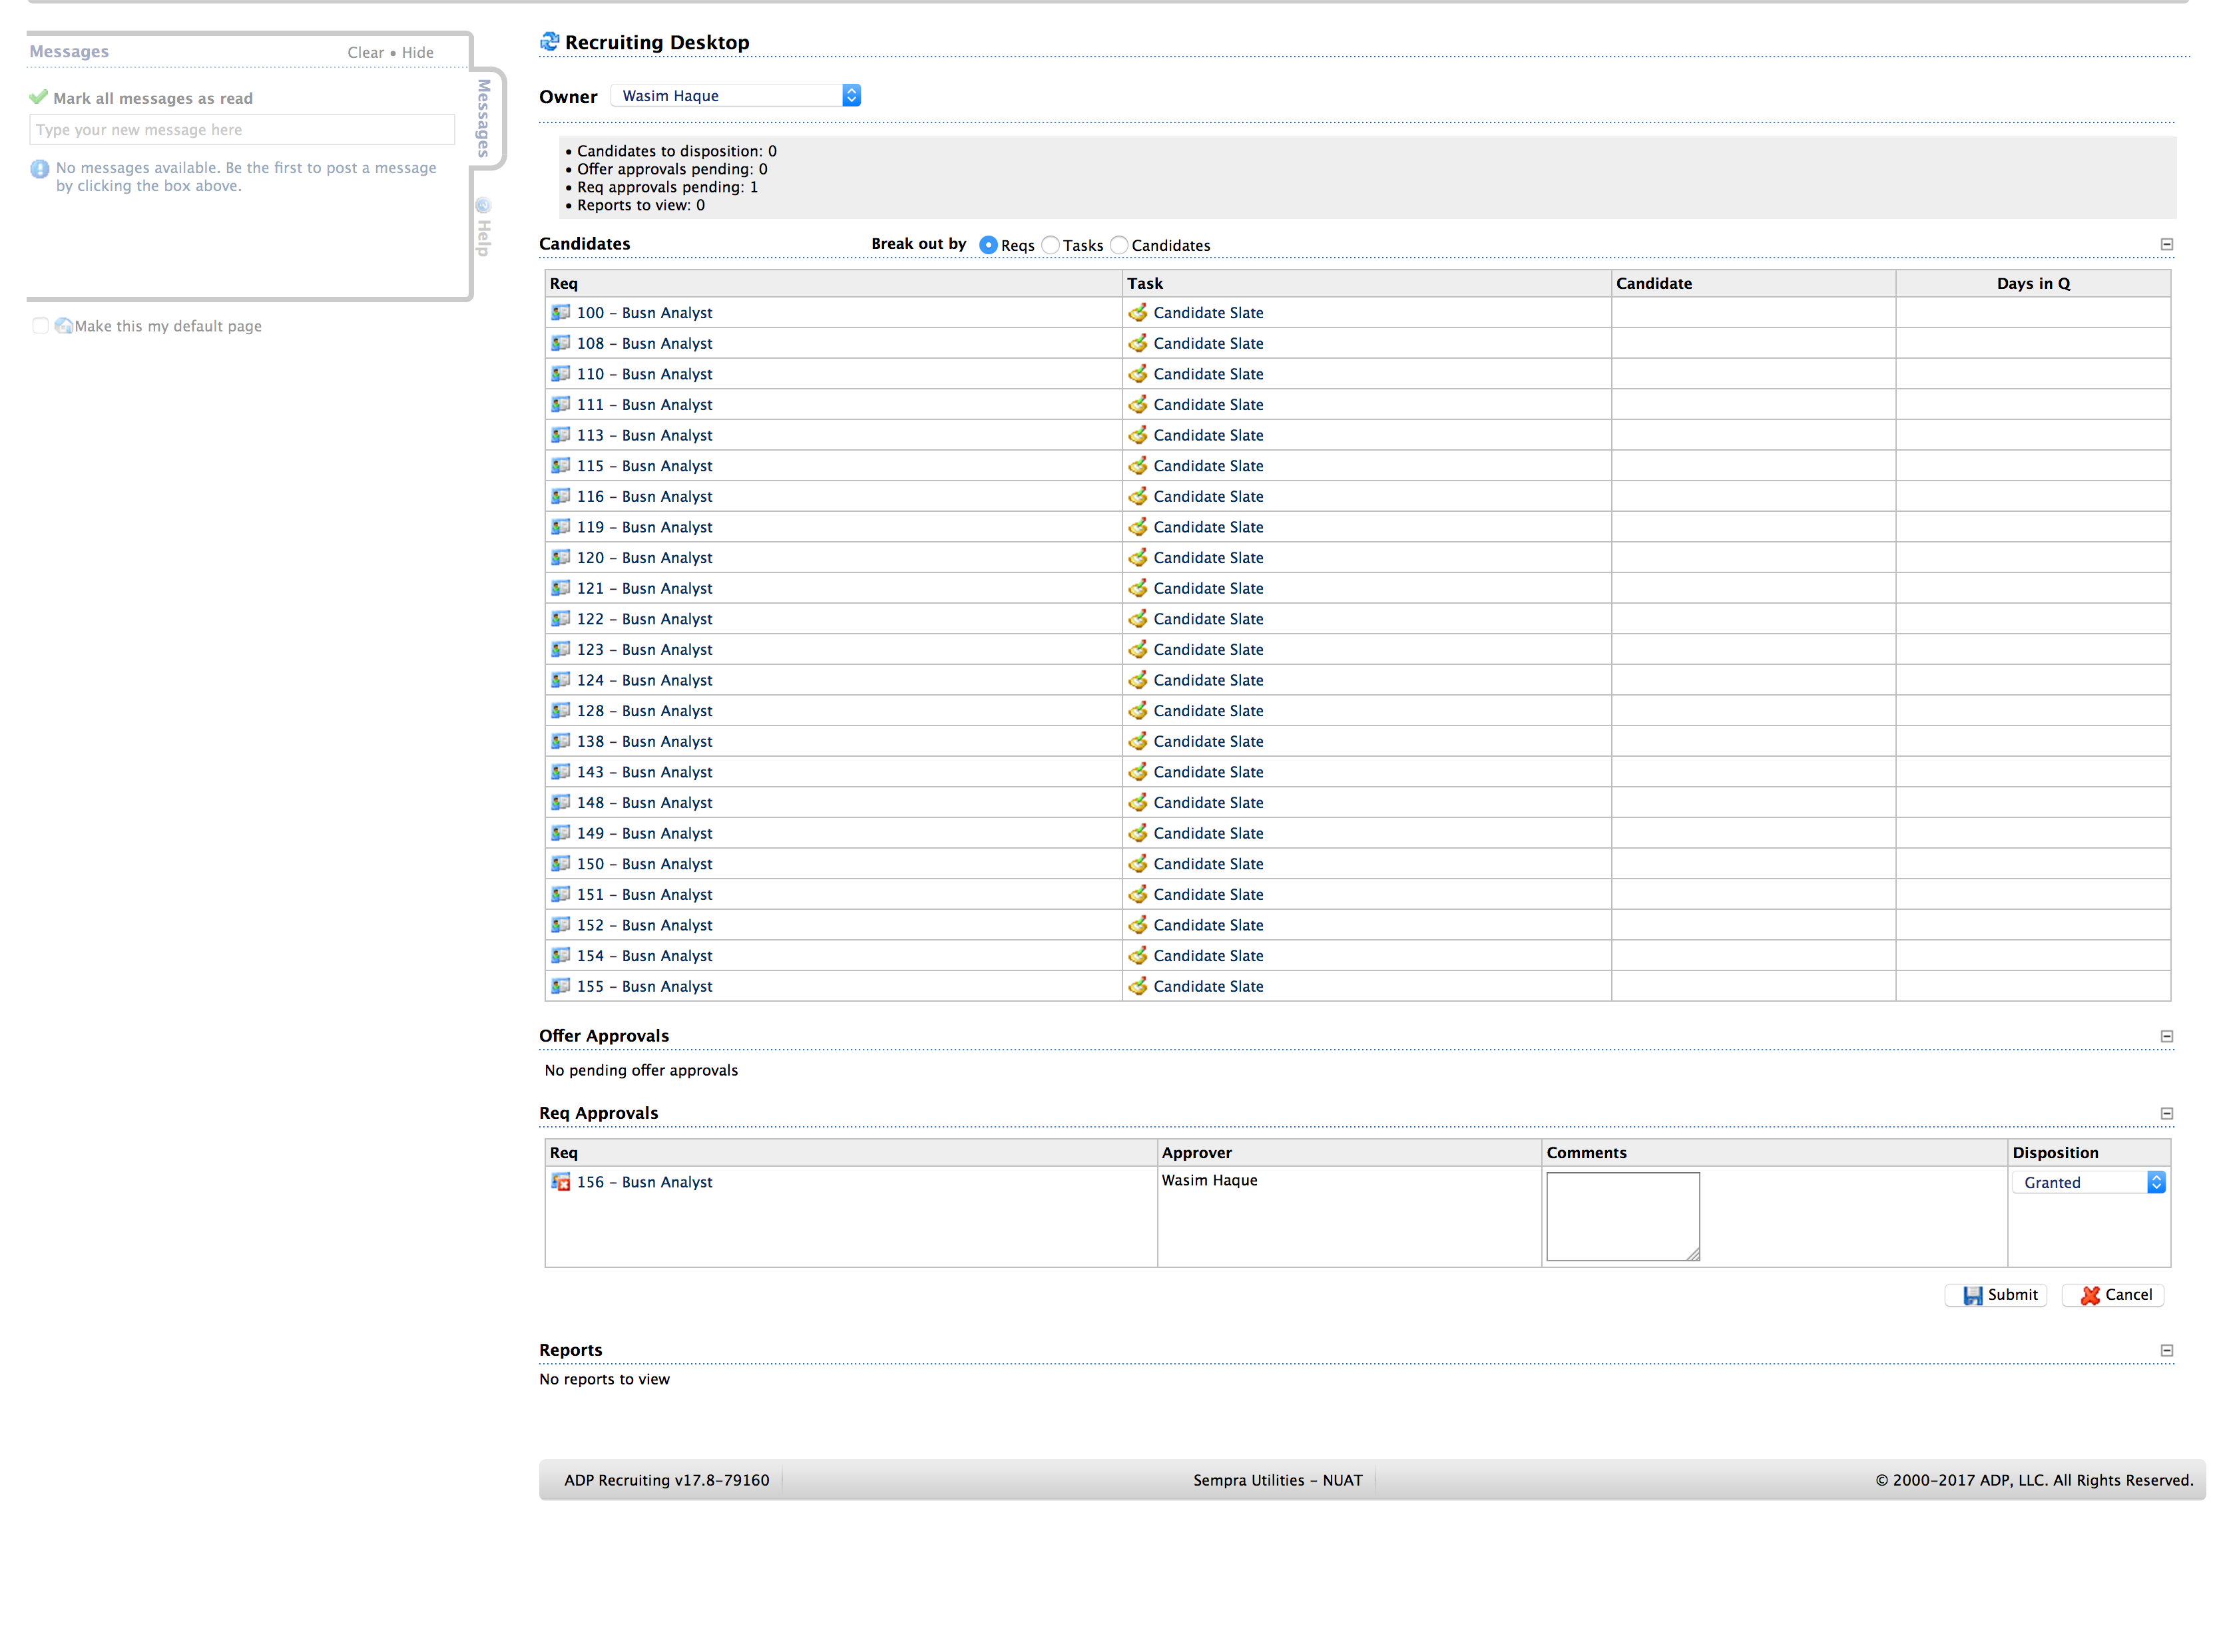 Messages
Clear • Hide
Mark all messages as read
Type your new message here
No messages available. Be the first to post a message
by clicking the box above.
Messages
Help
Make this my default page
Recruiting Desktop
Owner Wasim Haque
• Candidates to disposition: 0
• Offer approvals pending: 0
• Req approvals pending: 1
• Reports to view: 0
Candidates Break out by Reqs Tasks Candidates
Req Task Candidate Days in Q
100 – Busn Analyst Candidate Slate
108 – Busn Analyst Candidate Slate
110 – Busn Analyst Candidate Slate
111 – Busn Analyst Candidate Slate
113 – Busn Analyst Candidate Slate
115 – Busn Analyst Candidate Slate
116 – Busn Analyst Candidate Slate
119 – Busn Analyst Candidate Slate
120 – Busn Analyst Candidate Slate
121 – Busn Analyst Candidate Slate
122 – Busn Analyst Candidate Slate
123 – Busn Analyst Candidate Slate
124 – Busn Analyst Candidate Slate
128 – Busn Analyst Candidate Slate
138 – Busn Analyst Candidate Slate
143 – Busn Analyst Candidate Slate
148 – Busn Analyst Candidate Slate
149 – Busn Analyst Candidate Slate
150 – Busn Analyst Candidate Slate
151 – Busn Analyst Candidate Slate
152 – Busn Analyst Candidate Slate
154 – Busn Analyst Candidate Slate
155 – Busn Analyst Candidate Slate
Offer Approvals
No pending offer approvals
Req Approvals
Req Approver Comments Disposition
156 – Busn Analyst Wasim Haque Granted
Submit Cancel
Reports
No reports to view
ADP Recruiting v17.8–79160 Sempra Utilities – NUAT © 2000–2017 ADP, LLC. All Rights Reserved.